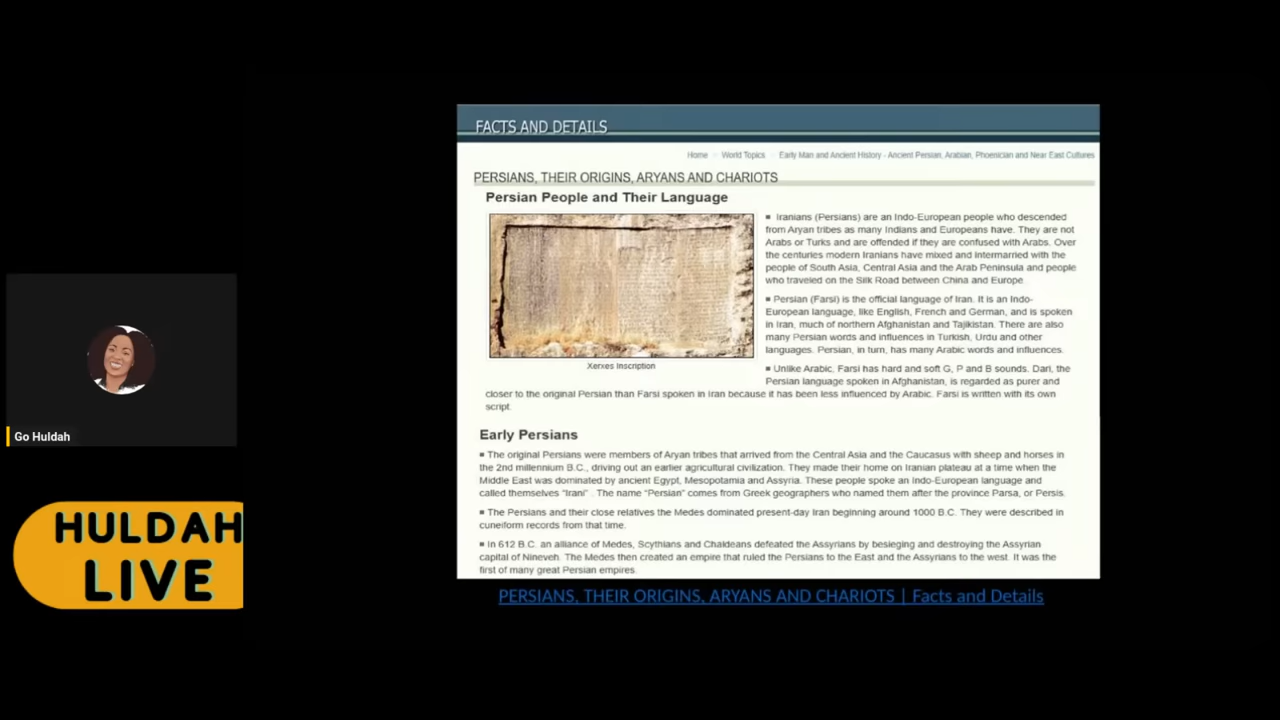 FACTS AND DETAILS
Home
World Topics
Early Man and Ancient History - Ancient Persian, Arabian, Phoenician and Near East Cultures
PERSIANS, THEIR ORIGINS, ARYANS AND CHARIOTS
Persian People and Their Language
Iranians (Persians) are an Indo-European people who descended
from Aryan tribes as many Indians and Europeans have. They are not
Arabs or Turks and are offended if they are confused with Arabs. Over
the centuries modern Iranians have mixed and intermarried with the
people of South Asia, Central Asia and the Arab Peninsula and people
who traveled on the Silk Road between China and Europe.
Persian (Farsi) is the official language of Iran. It is an Indo-
European language, like English, French and German, and is spoken
in Iran, much of northern Afghanistan and Tajikistan. There are also
many Persian words and influences in Turkish, Urdu and other
languages. Persian, in turn, has many Arabic words and influences.
Xerxes Inscription
Unlike Arabic, Farsi has hard and soft G, P and B sounds. Dari, the
Persian language spoken in Afghanistan, is regarded as purer and
closer to the original Persian than Farsi spoken in Iran because it has been less influenced by Arabic. Farsi is written with its own
script.
Early Persians
The original Persians were members of Aryan tribes that arrived from the Central Asia and the Caucasus with sheep and horses in
the 2nd millennium B.C., driving out an earlier agricultural civilization. They made their home on Iranian plateau at a time when the
Middle East was dominated by ancient Egypt, Mesopotamia and Assyria. These people spoke an Indo-European language and
called themselves "Irani" . The name "Persian" comes from Greek geographers who named them after the province Parsa, or Persis.
The Persians and their close relatives the Medes dominated present-day Iran beginning around 1000 B.C. They were described in
cuneiform records from that time.
In 612 B.C. an alliance of Medes, Scythians and Chaldeans defeated the Assyrians by besieging and destroying the Assyrian
capital of Nineveh. The Medes then created an empire that ruled the Persians to the East and the Assyrians to the west. It was the
first of many great Persian empires.
PERSIANS, THEIR ORIGINS, ARYANS AND CHARIOTS | Facts and Details
Go Huldah
HULDAH
LIVE